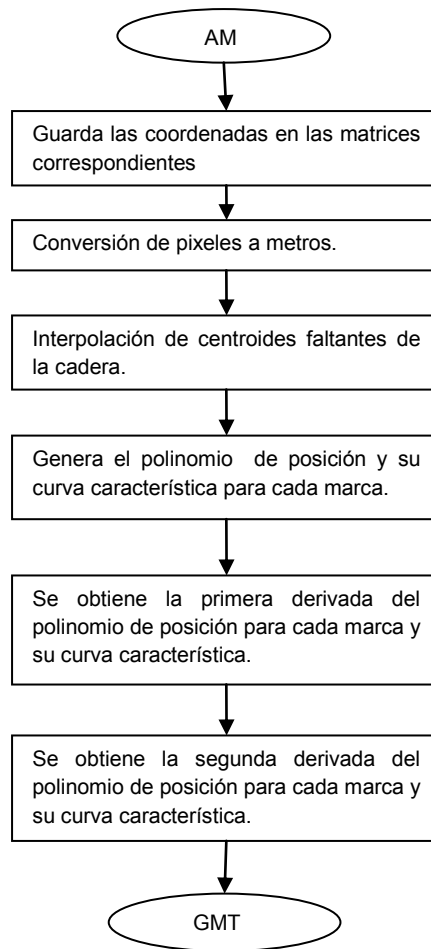 AM
Guarda las coordenadas en las matrices
correspondientes
Conversión de pixeles a metros.
Interpolación de centroides faltantes de
la cadera.
Genera el polinomio de posición y su
curva característica para cada marca.
Se obtiene la primera derivada del
polinomio de posición para cada marca y
su curva característica.
Se obtiene la segunda derivada del
polinomio de posición para cada marca y
su curva característica.
GMT